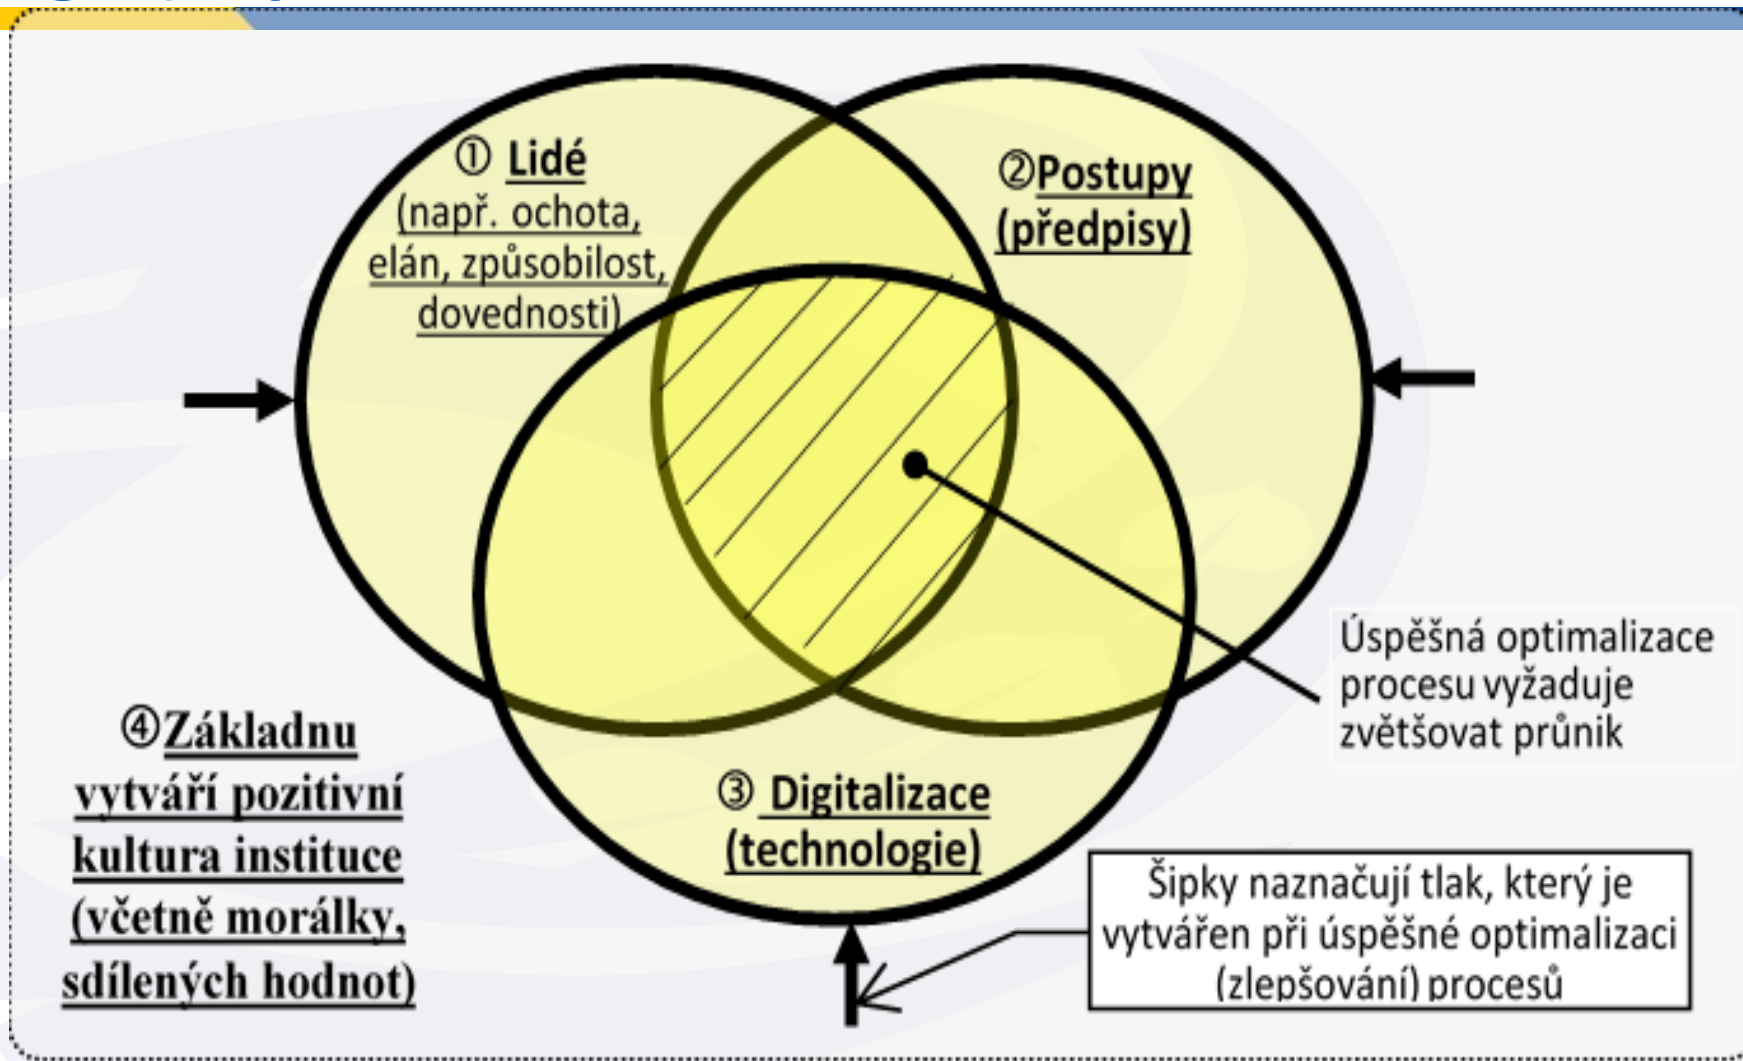 ① Lidé
(např. ochota,
elán, způsobilost,
dovednosti)
②Postupy
(předpisy)
Úspěšná optimalizace
procesu vyžaduje
zvětšovat průnik
④Základnu
vytváří pozitivní
kultura instituce
(včetně morálky,
sdílených hodnot)
③ Digitalizace
(technologie)
Šipky naznačují tlak, který je
vytvářen při úspěšné optimalizaci
(zlepšování) procesů